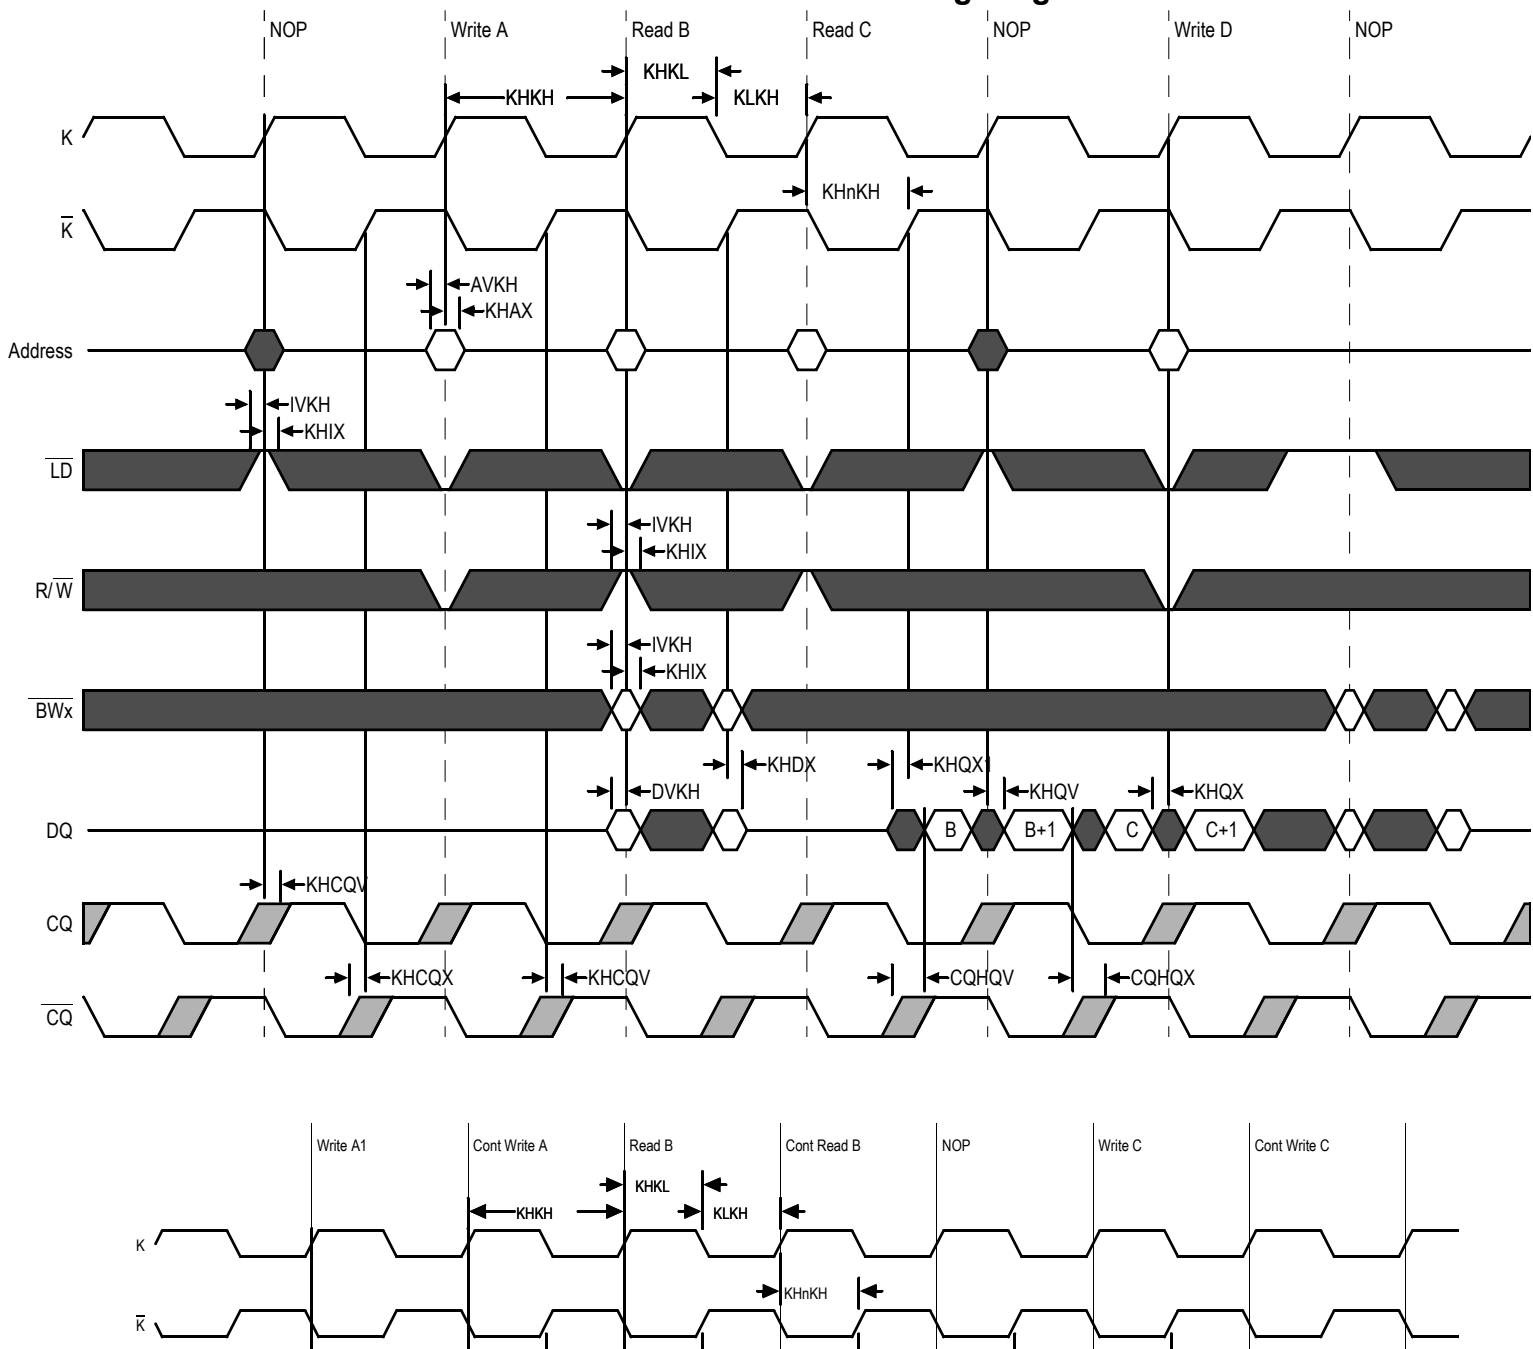 NOP Write A Read B Read C NOP Write D NOP
KHKL
KHKH KLKH
K
KHnKH
K
AVKH
KHAX
Address
IVKH
KHIX
LD
IVKH
KHIX
R/W
IVKH
KHIX
BWx
KHDX KHQX1
DVKH KHQV KHQX
DQ B B+1 C C+1
KHCQV
CQ
KHCQX KHCQV CQHQV CQHQX
CQ
Write A1 Cont Write A Read B Cont Read B NOP Write C Cont Write C
KHKL
KHKH KLKH
K
KHnKH
K